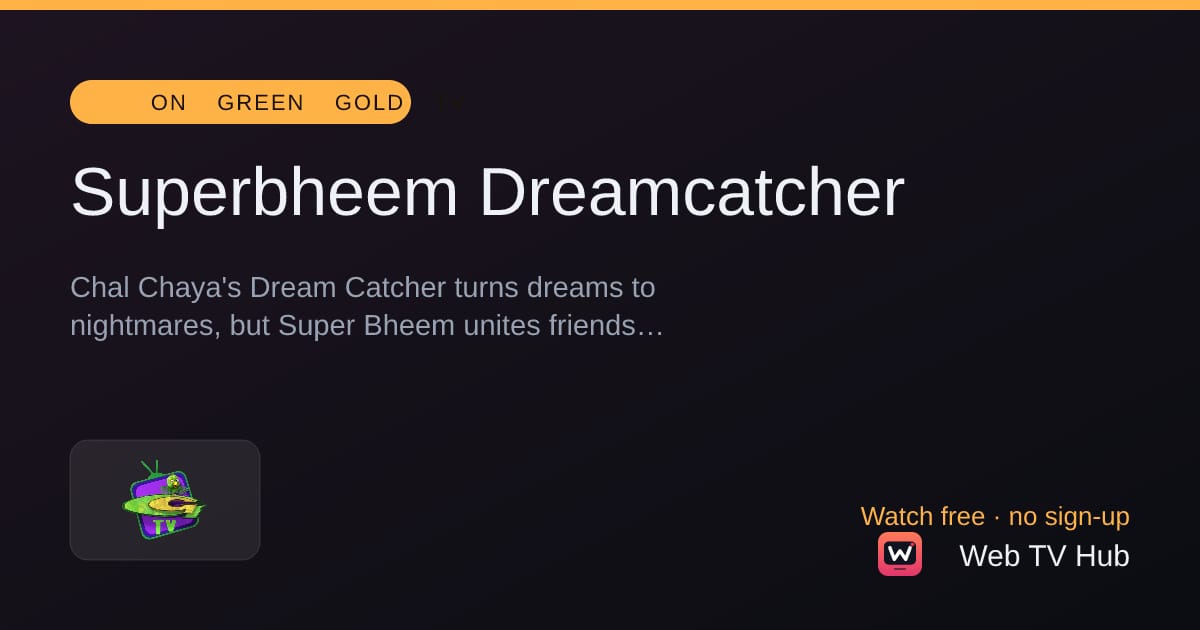 ON GREEN GOLD
Superbheem Dreamcatcher
Chal Chaya's Dream Catcher turns dreams to
nightmares, but Super Bheem unites friends…
TV
Watch free · no sign-up
W Web TV Hub